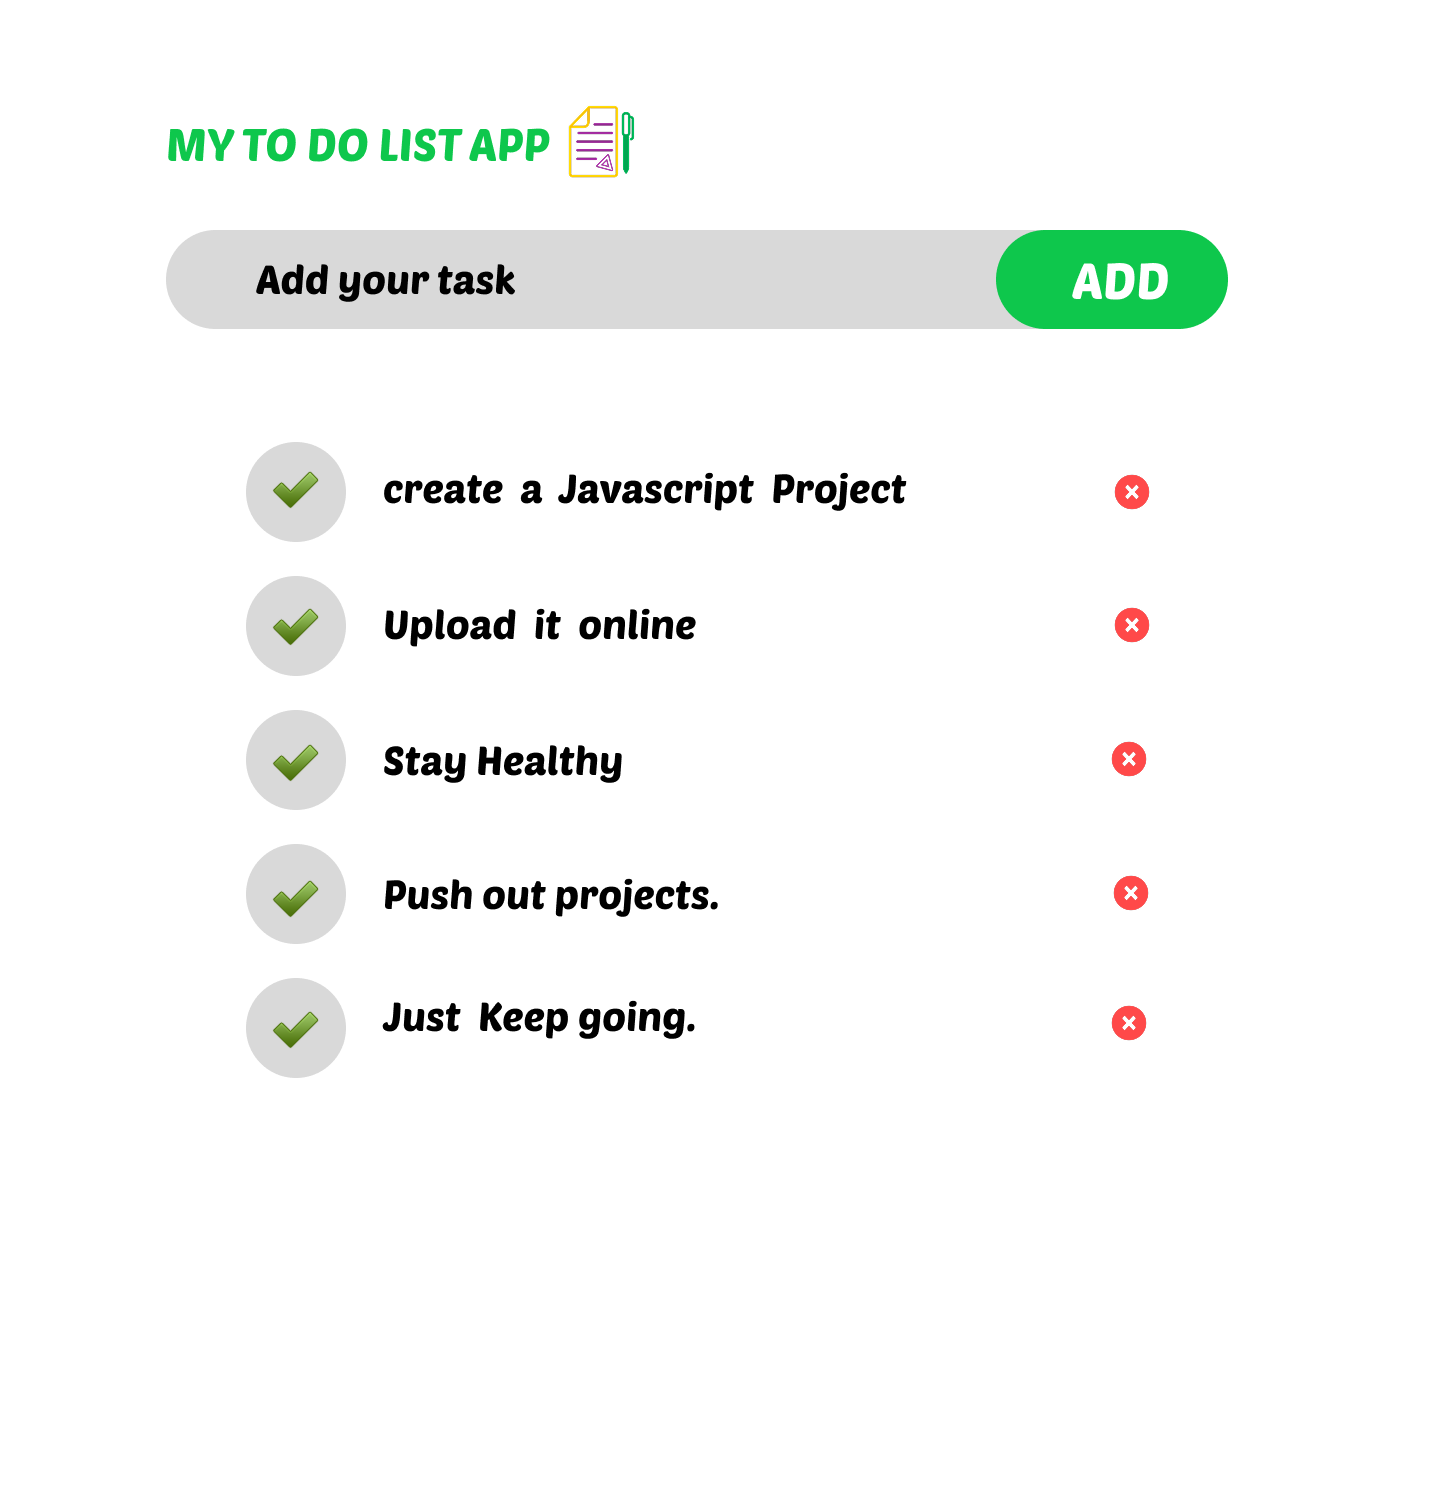 MY TO DO LIST APP
Add your task
ADD
create a Javascript Project
Upload it online
Stay Healthy
Push out projects.
Just Keep going.